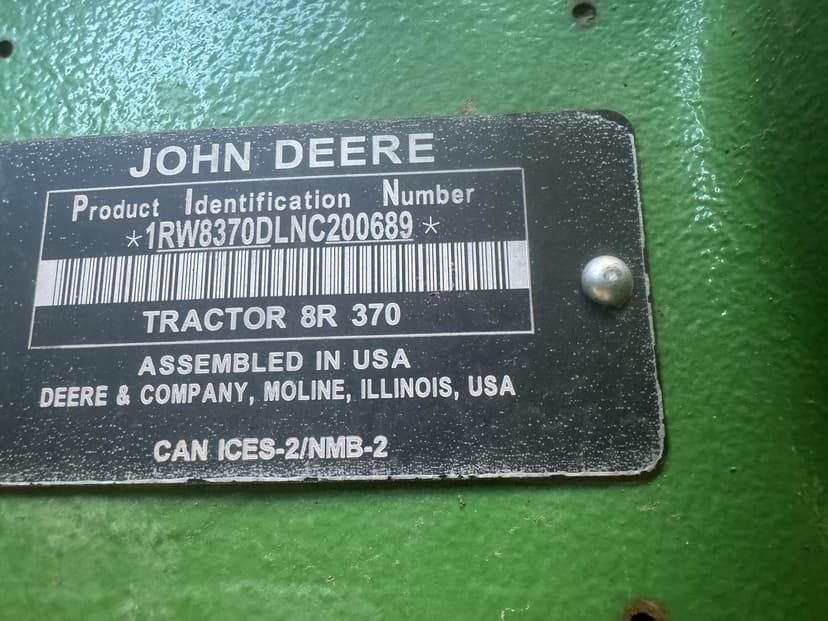 JOHN DEERE
Product Identification Number
*1RW8370DLNC200689*
TRACTOR 8R 370
ASSEMBLED IN USA
DEERE & COMPANY, MOLINE, ILLINOIS, USA
CAN ICES-2/NMB-2